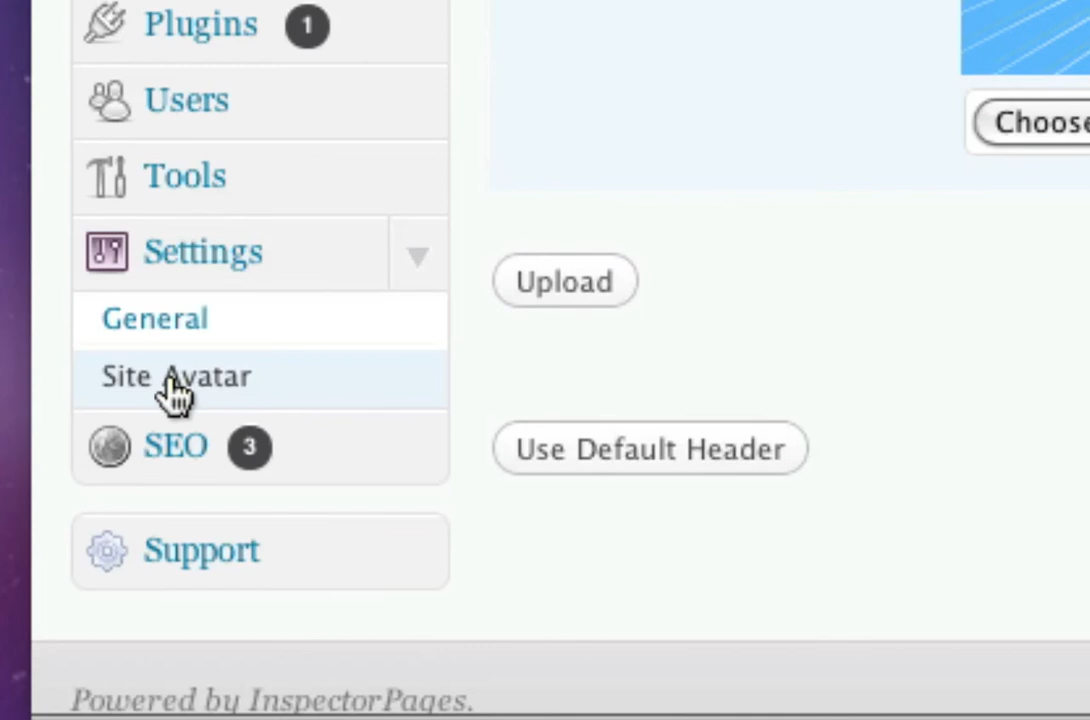 Plugins 1
Choose
Users
Tools
Settings
Upload
General
Site Avatar
SEO 3
Use Default Header
Support
Powered by InspectorPages.